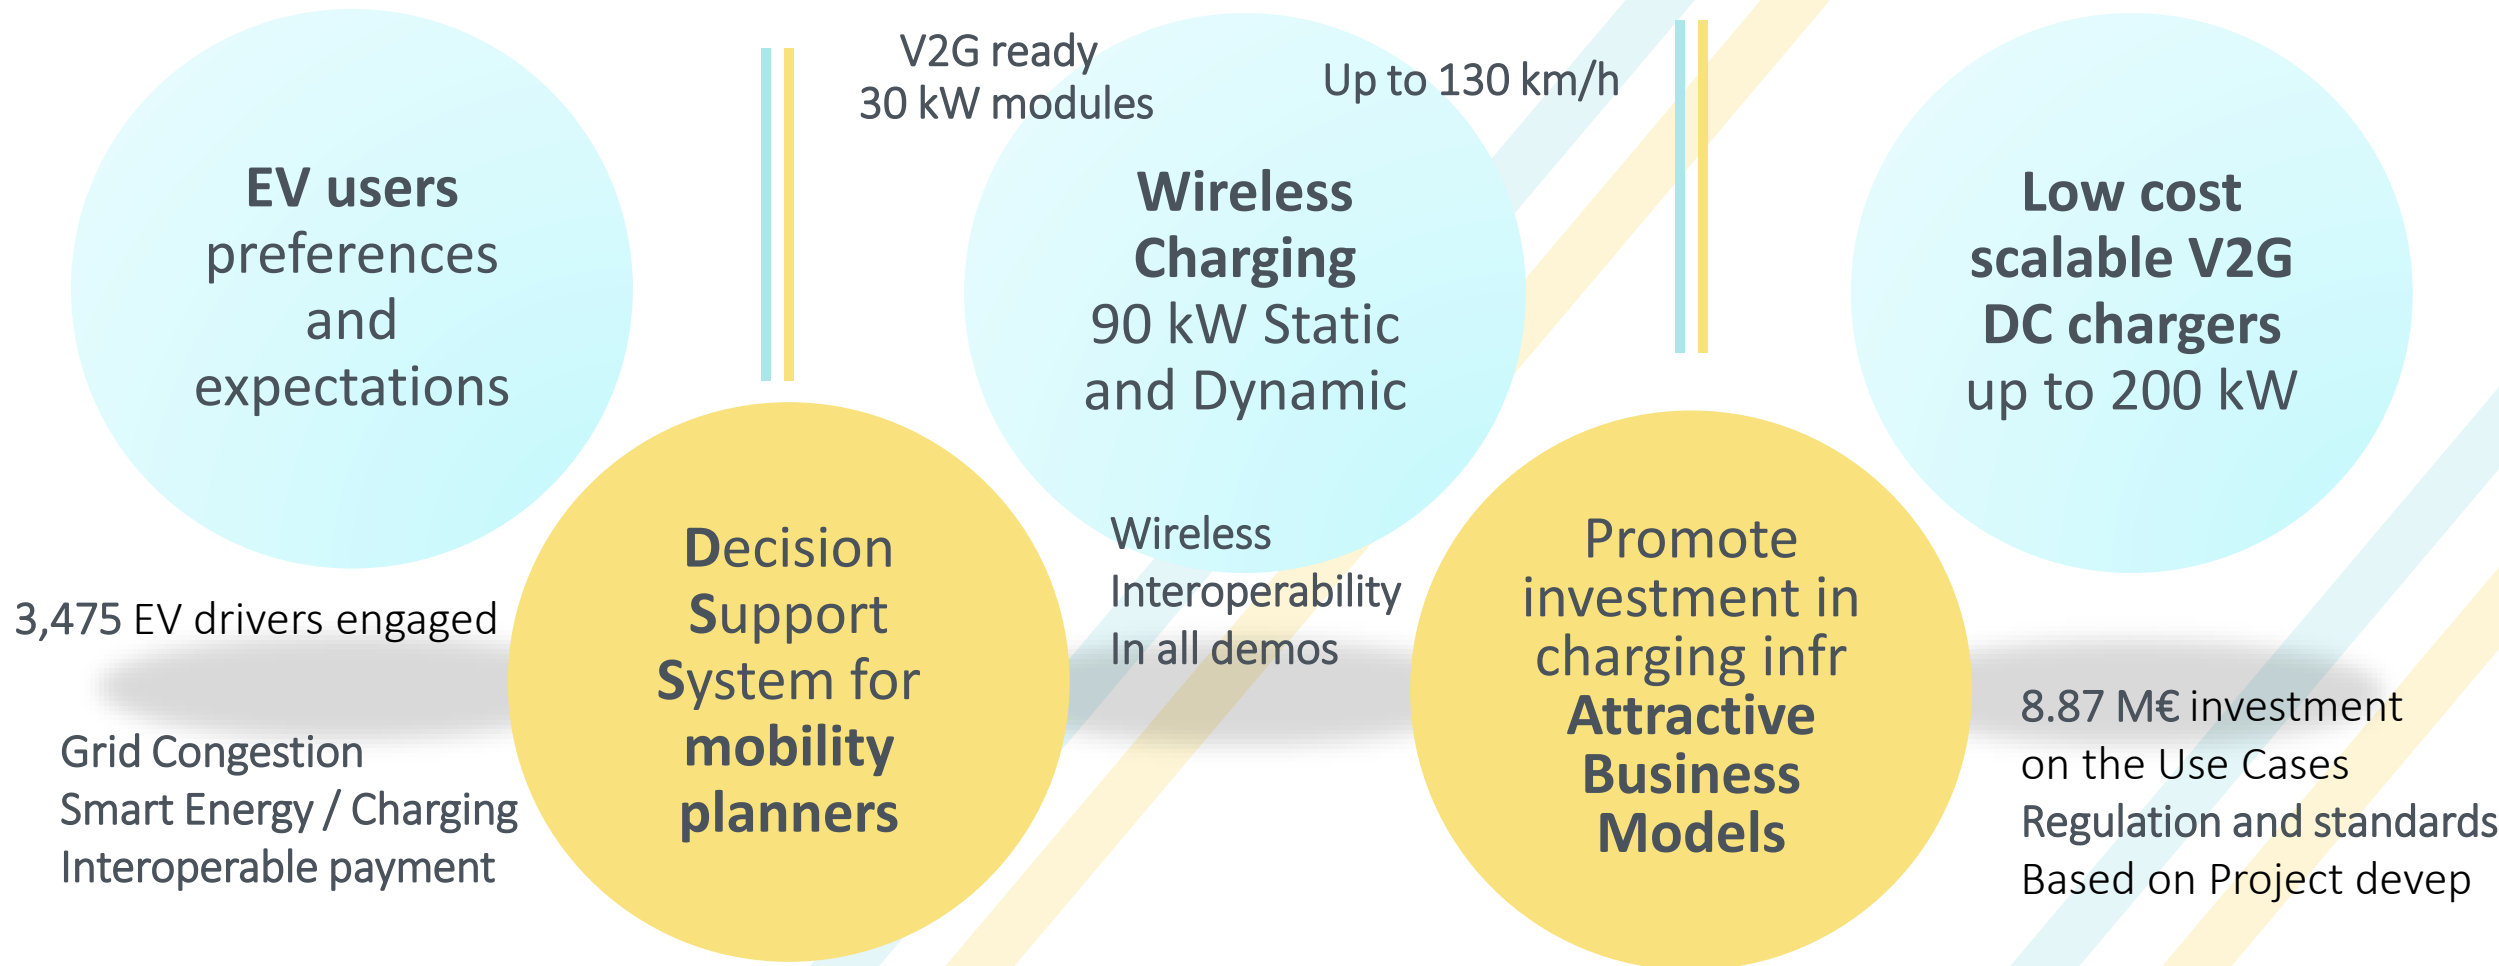 EV users
preferences
and
expectations
3,475 EV drivers engaged
Grid Congestion
Smart Energy / Charging
Interoperable payment
Decision
Support
System for
mobility
planners
V2G ready
30 kW modules
Up to 130 km/h
Wireless
Charging
90 kW Static
and Dynamic
Wireless
Interoperability
In all demos
Promote
investment in
charging infr
Attractive
Business
Models
Low cost
scalable V2G
DC chargers
up to 200 kW
8.87 M€ investment
on the Use Cases
Regulation and standards
Based on Project devep